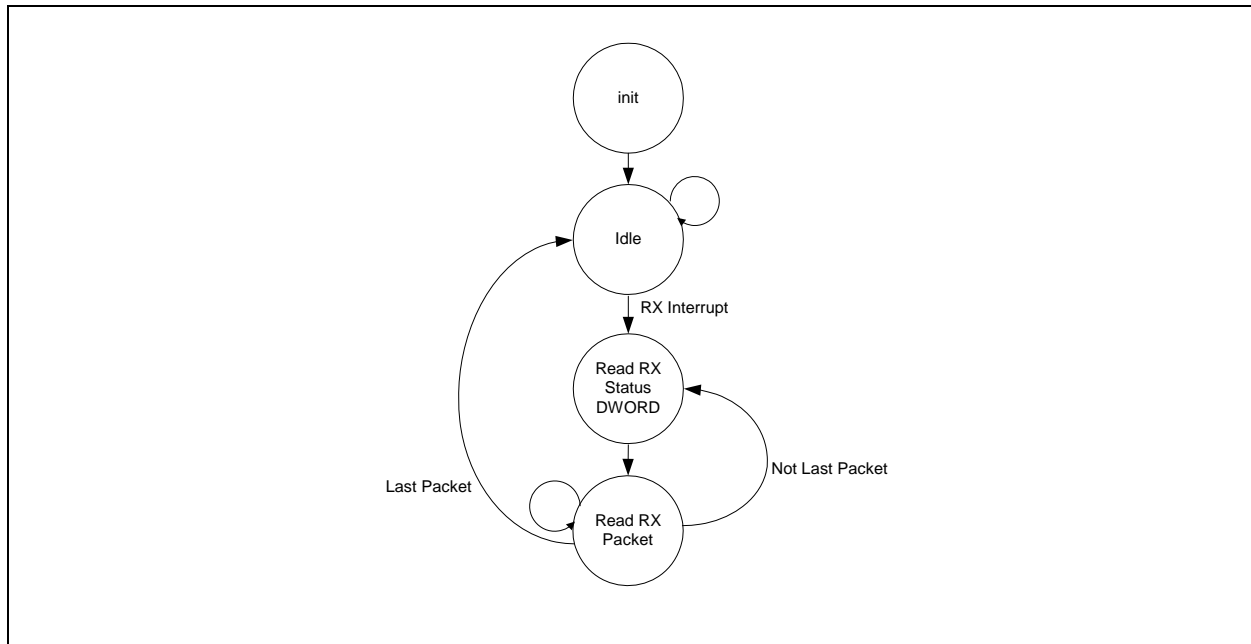 init
Idle
RX Interrupt
Read RX
Status
DWORD
Not Last Packet
Last Packet
Read RX
Packet